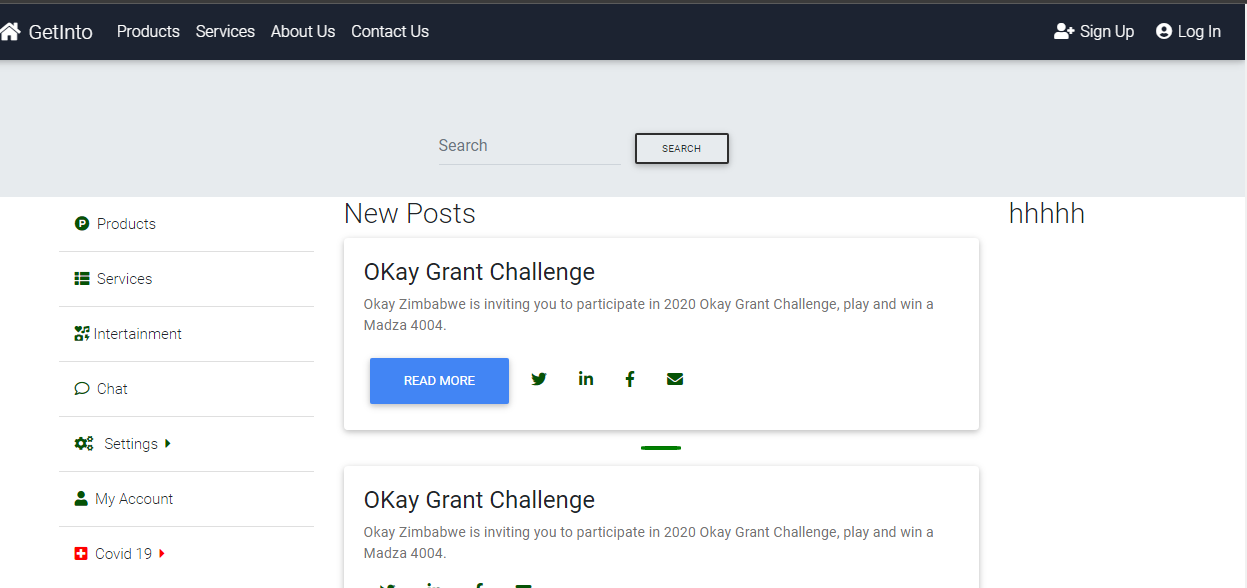 GetInto Products Services About Us Contact Us Sign Up Log In
Search SEARCH
Products
Services
Intertainment
Chat
Settings
My Account
Covid 19
New Posts
OKay Grant Challenge
Okay Zimbabwe is inviting you to participate in 2020 Okay Grant Challenge, play and win a
Madza 4004.
READ MORE
OKay Grant Challenge
Okay Zimbabwe is inviting you to participate in 2020 Okay Grant Challenge, play and win a
Madza 4004.
hhhhh